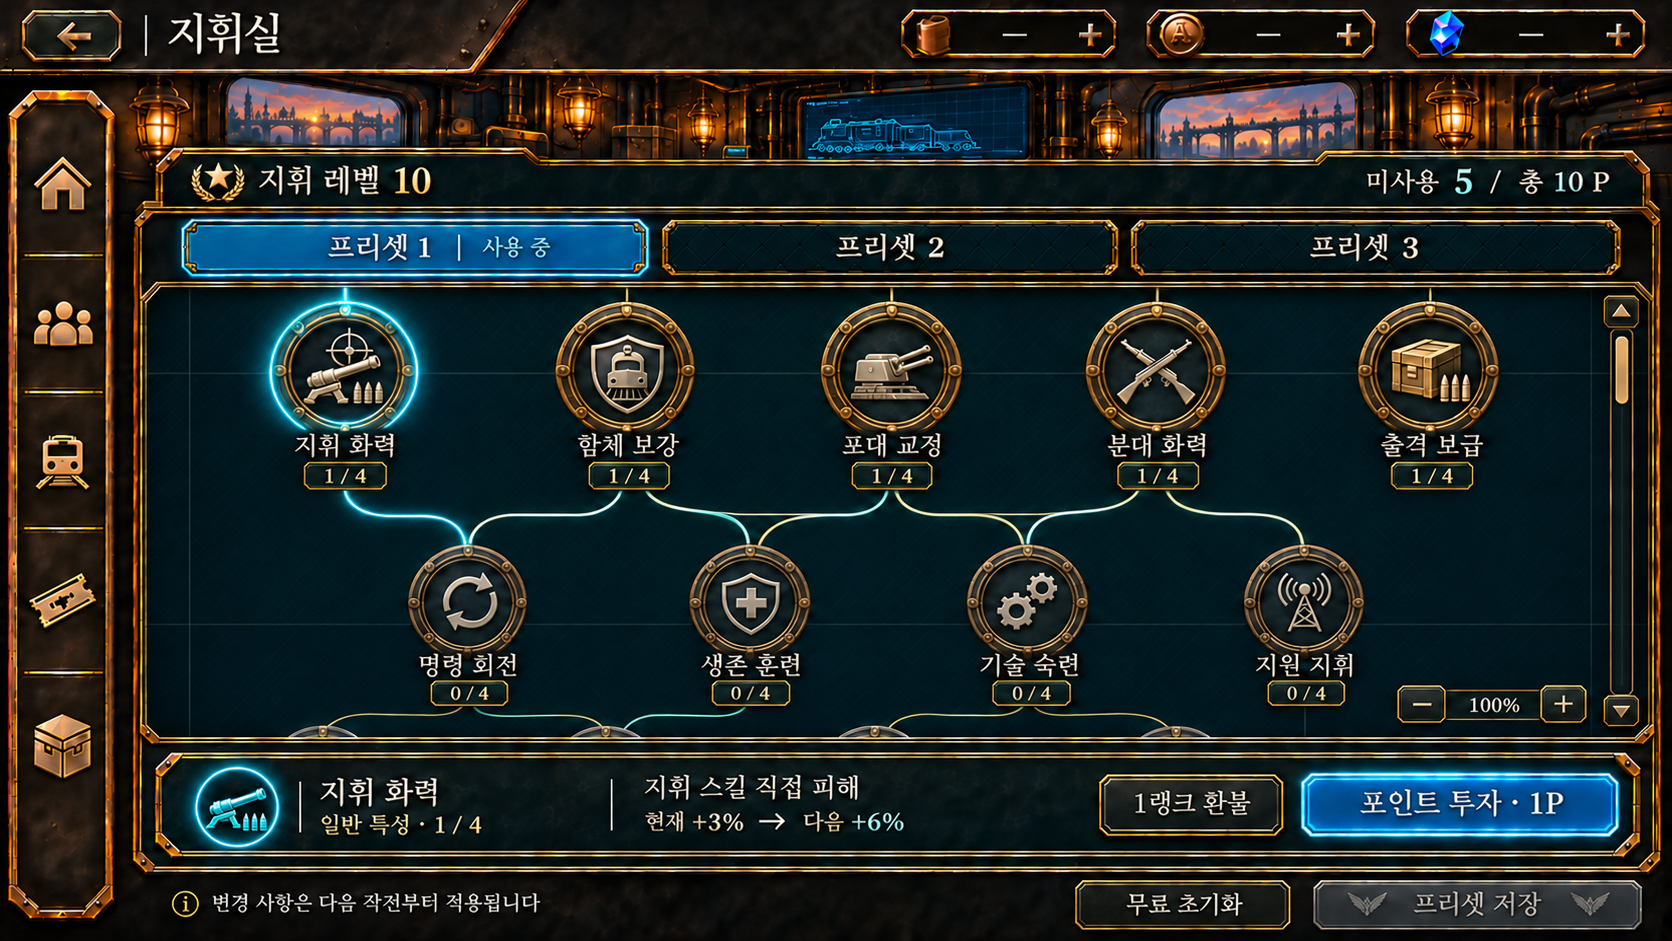 지휘실
지휘 레벨 10
미사용 5 / 총 10 P
프리셋 1 | 사용 중
프리셋 2
프리셋 3
지휘 화력
1 / 4
함체 보강
1 / 4
포대 교정
1 / 4
분대 화력
1 / 4
출격 보급
1 / 4
명령 회전
0 / 4
생존 훈련
0 / 4
기술 숙련
0 / 4
지원 지휘
0 / 4
100%
지휘 화력
일반 특성 · 1 / 4
지휘 스킬 직접 피해
현재 +3% → 다음 +6%
1랭크 환불
포인트 투자 · 1P
변경 사항은 다음 작전부터 적용됩니다
무료 초기화
프리셋 저장